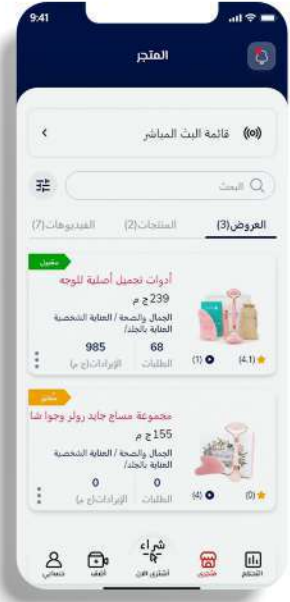 9:41
المتجر
قائمة البث المباشر
البحث
العروض(3) المنتجات(2) الفيديوهات(7)
مقبول
أدوات تجميل أصلية للوجه
239 ج م
الجمال والصحة / العناية الشخصية
العناية بالجلد/
68 985
الطلبات الإيرادات(ج م)
(4.1) (1)
مجموعة مساج جايد رولر وجوا شا
155 ج م
الجمال والصحة / العناية الشخصية
العناية بالجلد/
0 0
الطلبات الإيرادات(ج م)
(0) (4)
شراء
التحكم متجري اشتري الآن أضف حسابي